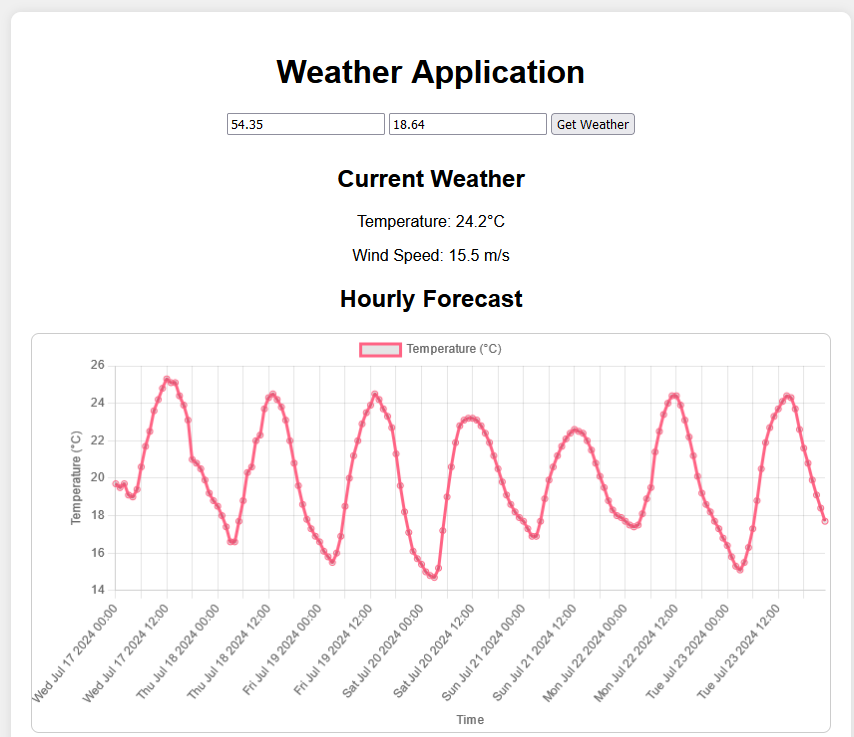 Weather Application
54.35 18.64 Get Weather
Current Weather
Temperature: 24.2°C
Wind Speed: 15.5 m/s
Hourly Forecast
Temperature (°C)
26
24
22
20
18
16
14
Temperature (°C)
Wed Jul 17 2024 00:00
Wed Jul 17 2024 12:00
Thu Jul 18 2024 00:00
Thu Jul 18 2024 12:00
Fri Jul 19 2024 00:00
Fri Jul 19 2024 12:00
Sat Jul 20 2024 00:00
Sat Jul 20 2024 12:00
Sun Jul 21 2024 00:00
Sun Jul 21 2024 12:00
Mon Jul 22 2024 00:00
Mon Jul 22 2024 12:00
Tue Jul 23 2024 00:00
Tue Jul 23 2024 12:00
Time